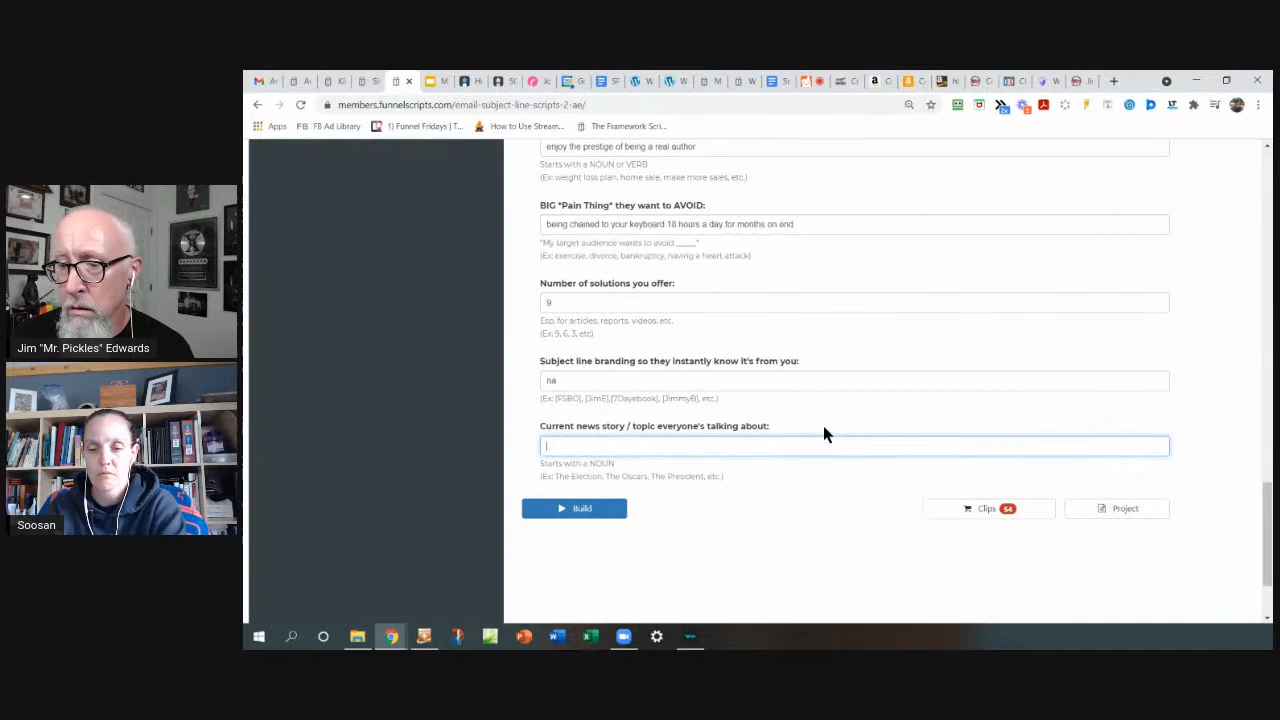 members.funnelscripts.com/email-subject-line-scripts-2-ae/
Apps
FB Ad Library
1) Funnel Fridays | T...
How to Use Stream...
The Framework Scri...
enjoy the prestige of being a real author
Starts with a NOUN or VERB
(Ex: weight loss plan, home sale, make more sales, etc.)
BIG *Pain Thing* they want to AVOID:
being chained to your keyboard 18 hours a day for months on end
"My target audience wants to avoid _____."
(Ex: exercise, divorce, bankruptcy, having a heart attack)
Number of solutions you offer:
9
Esp. for articles, reports, videos, etc.
(Ex: 9, 6, 3, etc)
Subject line branding so they instantly know it's from you:
na
(Ex: [FSBO], [JimE],[7Dayebook], [JimmyB], etc.)
Current news story / topic everyone's talking about:
Starts with a NOUN
(Ex: The Election, The Oscars, The President, etc.)
Build
Clips 54
Project
Jim "Mr. Pickles" Edwards
Soosan